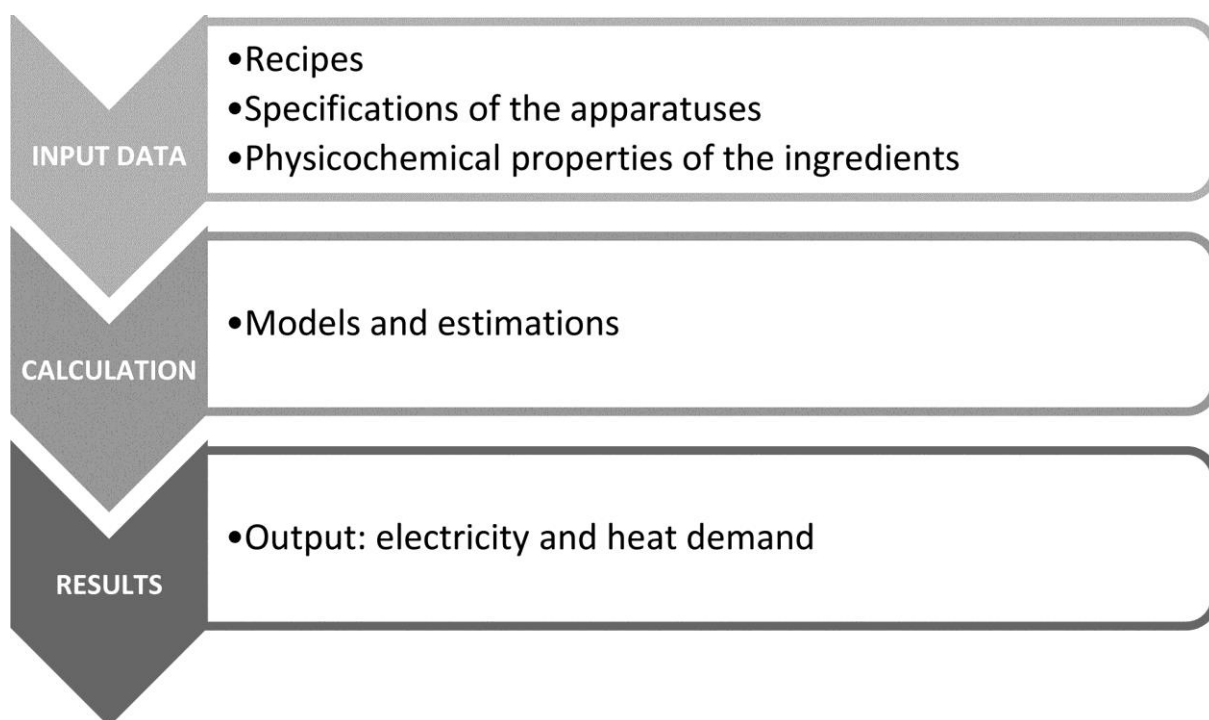 INPUT DATA
•Recipes
•Specifications of the apparatuses
•Physicochemical properties of the ingredients
CALCULATION
•Models and estimations
RESULTS
•Output: electricity and heat demand